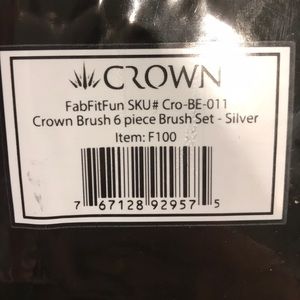 CROWN
FabFitFun SKU# Cro-BE-011
Crown Brush 6 piece Brush Set - Silver
Item: F100
7 67128 92957 5